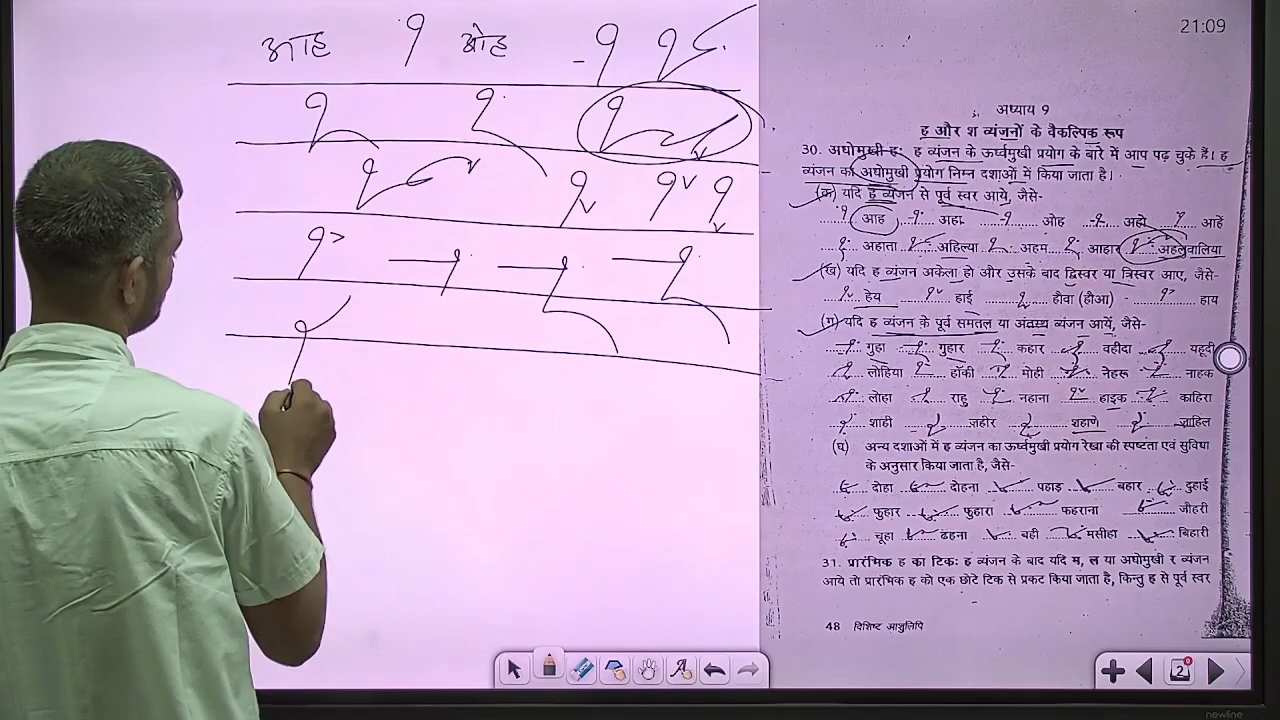 21:09
आह ओह
अध्याय 9
ह और श व्यंजनों के वैकल्पिक रूप
30. अधोमुखी ह: ह व्यंजन के ऊर्ध्वमुखी प्रयोग के बारे में आप पढ़ चुके हैं। ह
व्यंजन का अधोमुखी प्रयोग निम्न दशाओं में किया जाता है।
(क) यदि ह व्यंजन से पूर्व स्वर आये, जैसे-
आह अहा ओह अहो आहें
अहाता अहिल्या अहम आहार अहलुवालिया
(ख) यदि ह व्यंजन अकेला हो और उसके बाद द्विस्वर या त्रिस्वर आए, जैसे-
हेय हाई हौवा (हौआ) हाय
(ग) यदि ह व्यंजन के पूर्व समतल या अंतस्थ व्यंजन आयें, जैसे-
गुहा गुहार कहार वहीदा यहूदी
लोहिया हॉकी मोही नेहरू नाहक
लोहा राहु नहाना हाइक काहिरा
शाही ज़हीर शहाणे जाहिल
(घ) अन्य दशाओं में ह व्यंजन का ऊर्ध्वमुखी प्रयोग रेखा की स्पष्टता एवं सुविधा
के अनुसार किया जाता है, जैसे-
दोहा दोहना पहाड़ बहार दुहाई
फुहार फुहारा फहराना जौहरी
चूहा ढहना बही मसीहा बिहारी
31. प्रारंभिक ह का टिक: ह व्यंजन के बाद यदि म, ल या अधोमुखी र व्यंजन
आये तो प्रारंभिक ह को एक छोटे टिक से प्रकट किया जाता है, किन्तु ह से पूर्व स्वर
48 विशिष्ट आशुलिपि
2
newline